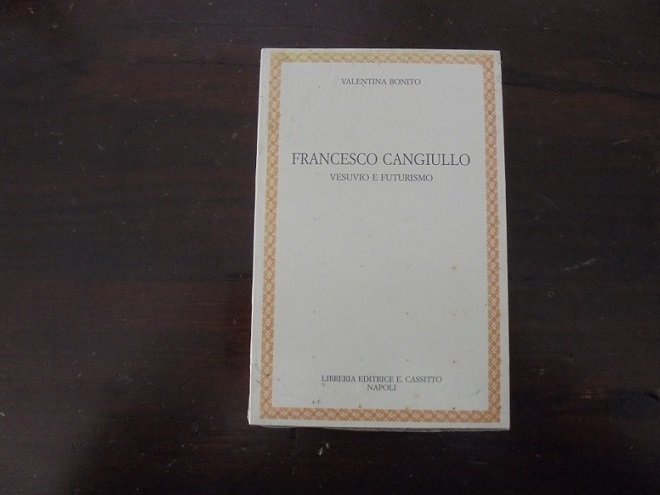 VALENTINA BONITO
FRANCESCO CANGIULLO
VESUVIO E FUTURISMO
LIBRERIA EDITRICE E. CASSITTO
NAPOLI